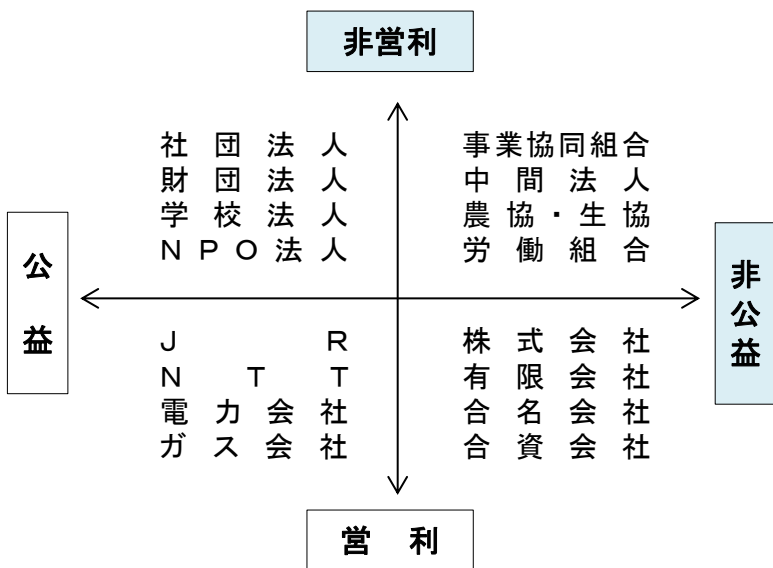 非営利
社団法人
財団法人
学校法人
ＮＰＯ法人
事業協同組合
中間法人
農協・生協
労働組合
公益
非公益
ＪＲ
ＮＴＴ
電力会社
ガス会社
株式会社
有限会社
合名会社
合資会社
営利